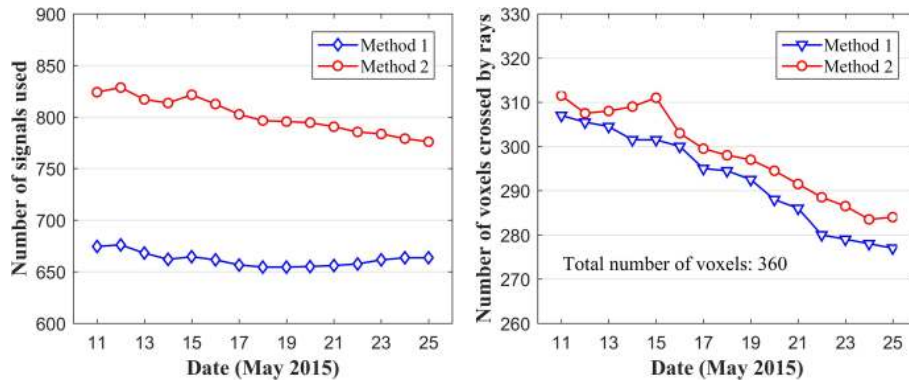 Number of signals used
900
850
800
750
700
650
600
Method 1
Method 2
11 13 15 17 19 21 23 25
Date (May 2015)
Number of voxels crossed by rays
330
320
310
300
290
280
270
260
Method 1
Method 2
Total number of voxels: 360
11 13 15 17 19 21 23 25
Date (May 2015)